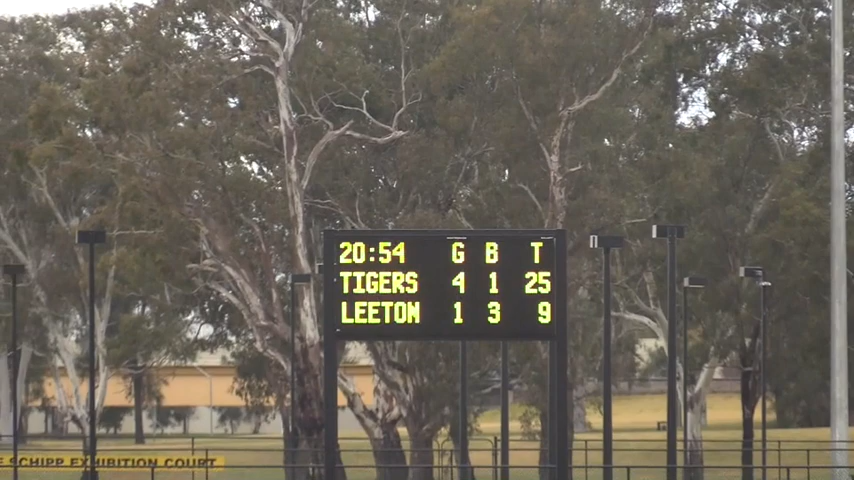 20:54 G B T
TIGERS 4 1 25
LEETON 1 3 9
SCHIPP EXHIBITION COURT